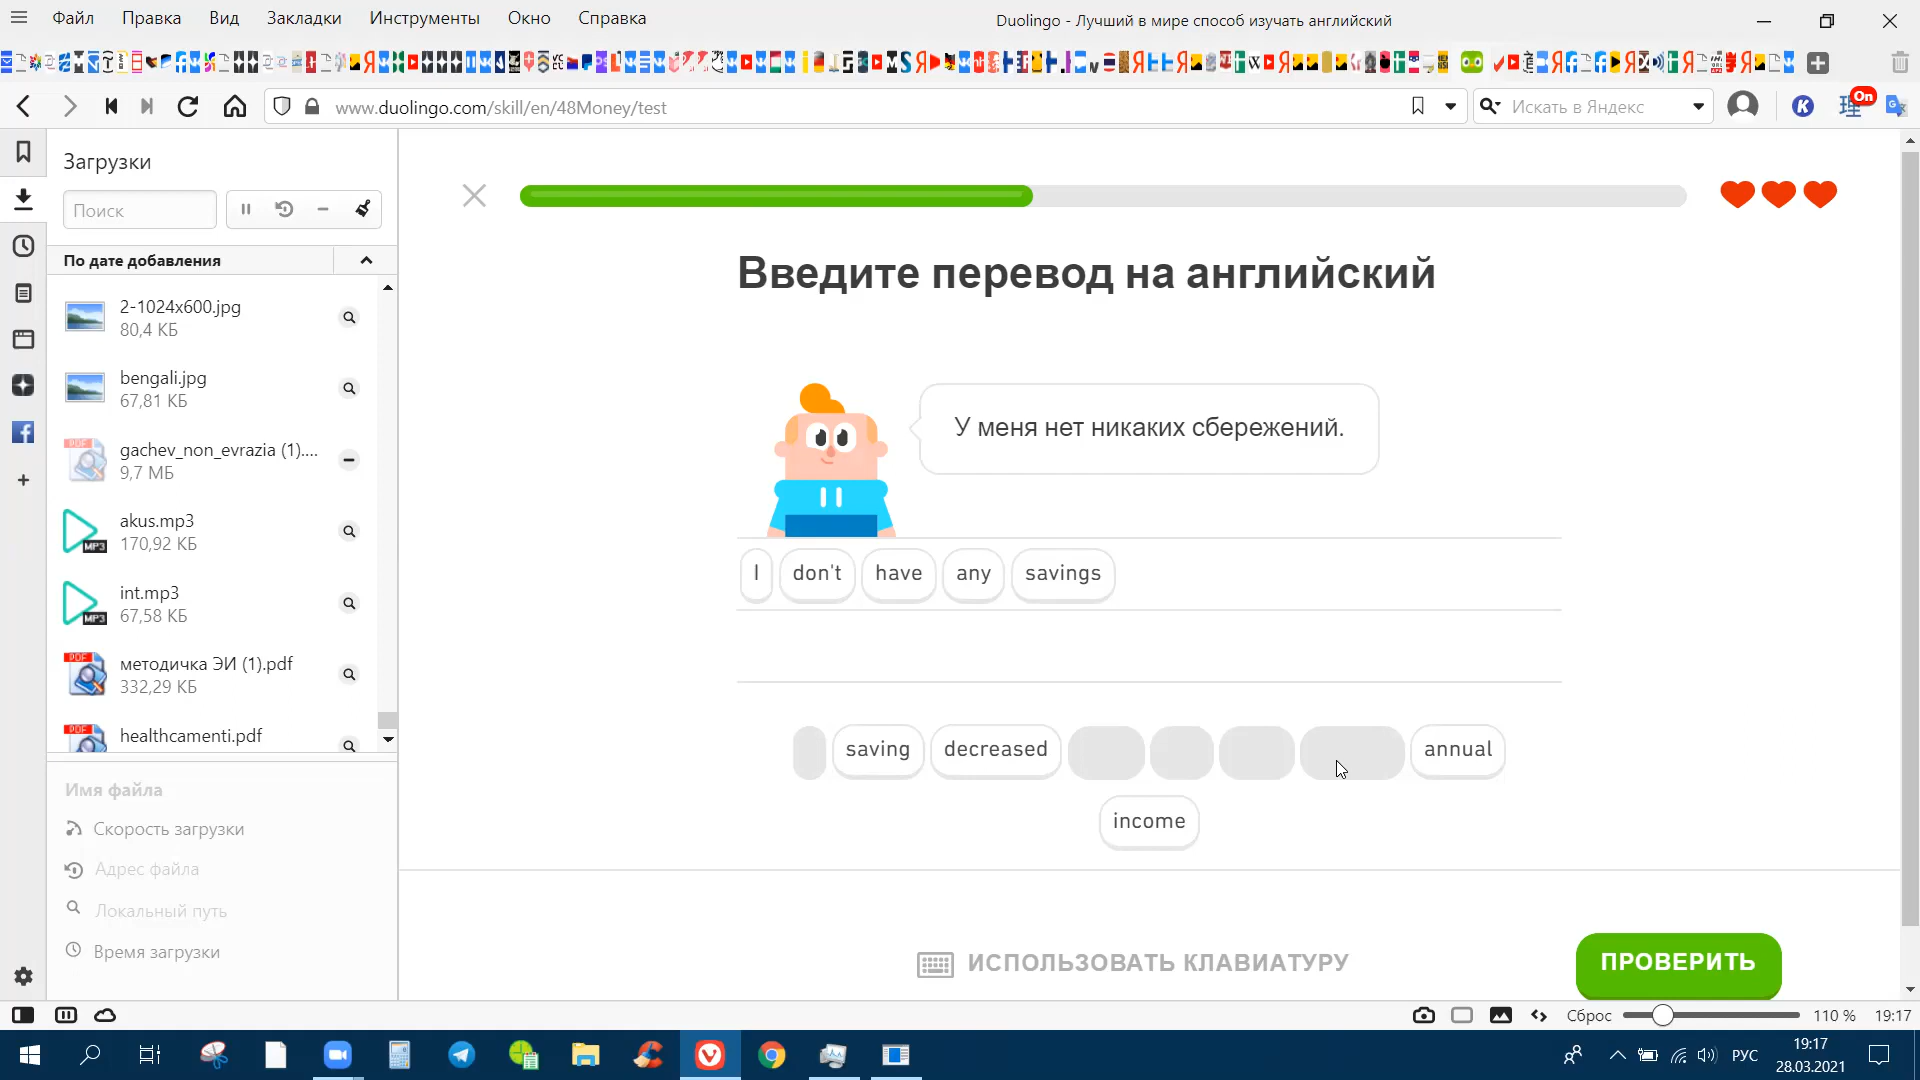 Файл Правка Вид Закладки Инструменты Окно Справка
Duolingo - Лучший в мире способ изучать английский
www.duolingo.com/skill/en/48Money/test
Искать в Яндекс
On
Загрузки
Поиск
По дате добавления
2-1024x600.jpg
80,4 КБ
bengali.jpg
67,81 КБ
gachev_non_evrazia (1)....
9,7 МБ
akus.mp3
170,92 КБ
int.mp3
67,58 КБ
методичка ЭИ (1).pdf
332,29 КБ
healthcamenti.pdf
Имя файла
Скорость загрузки
Адрес файла
Локальный путь
Время загрузки
Введите перевод на английский
У меня нет никаких сбережений.
I don't have any savings
saving decreased annual
income
ИСПОЛЬЗОВАТЬ КЛАВИАТУРУ
ПРОВЕРИТЬ
Сброс 110 % 19:17
РУС
19:17
28.03.2021